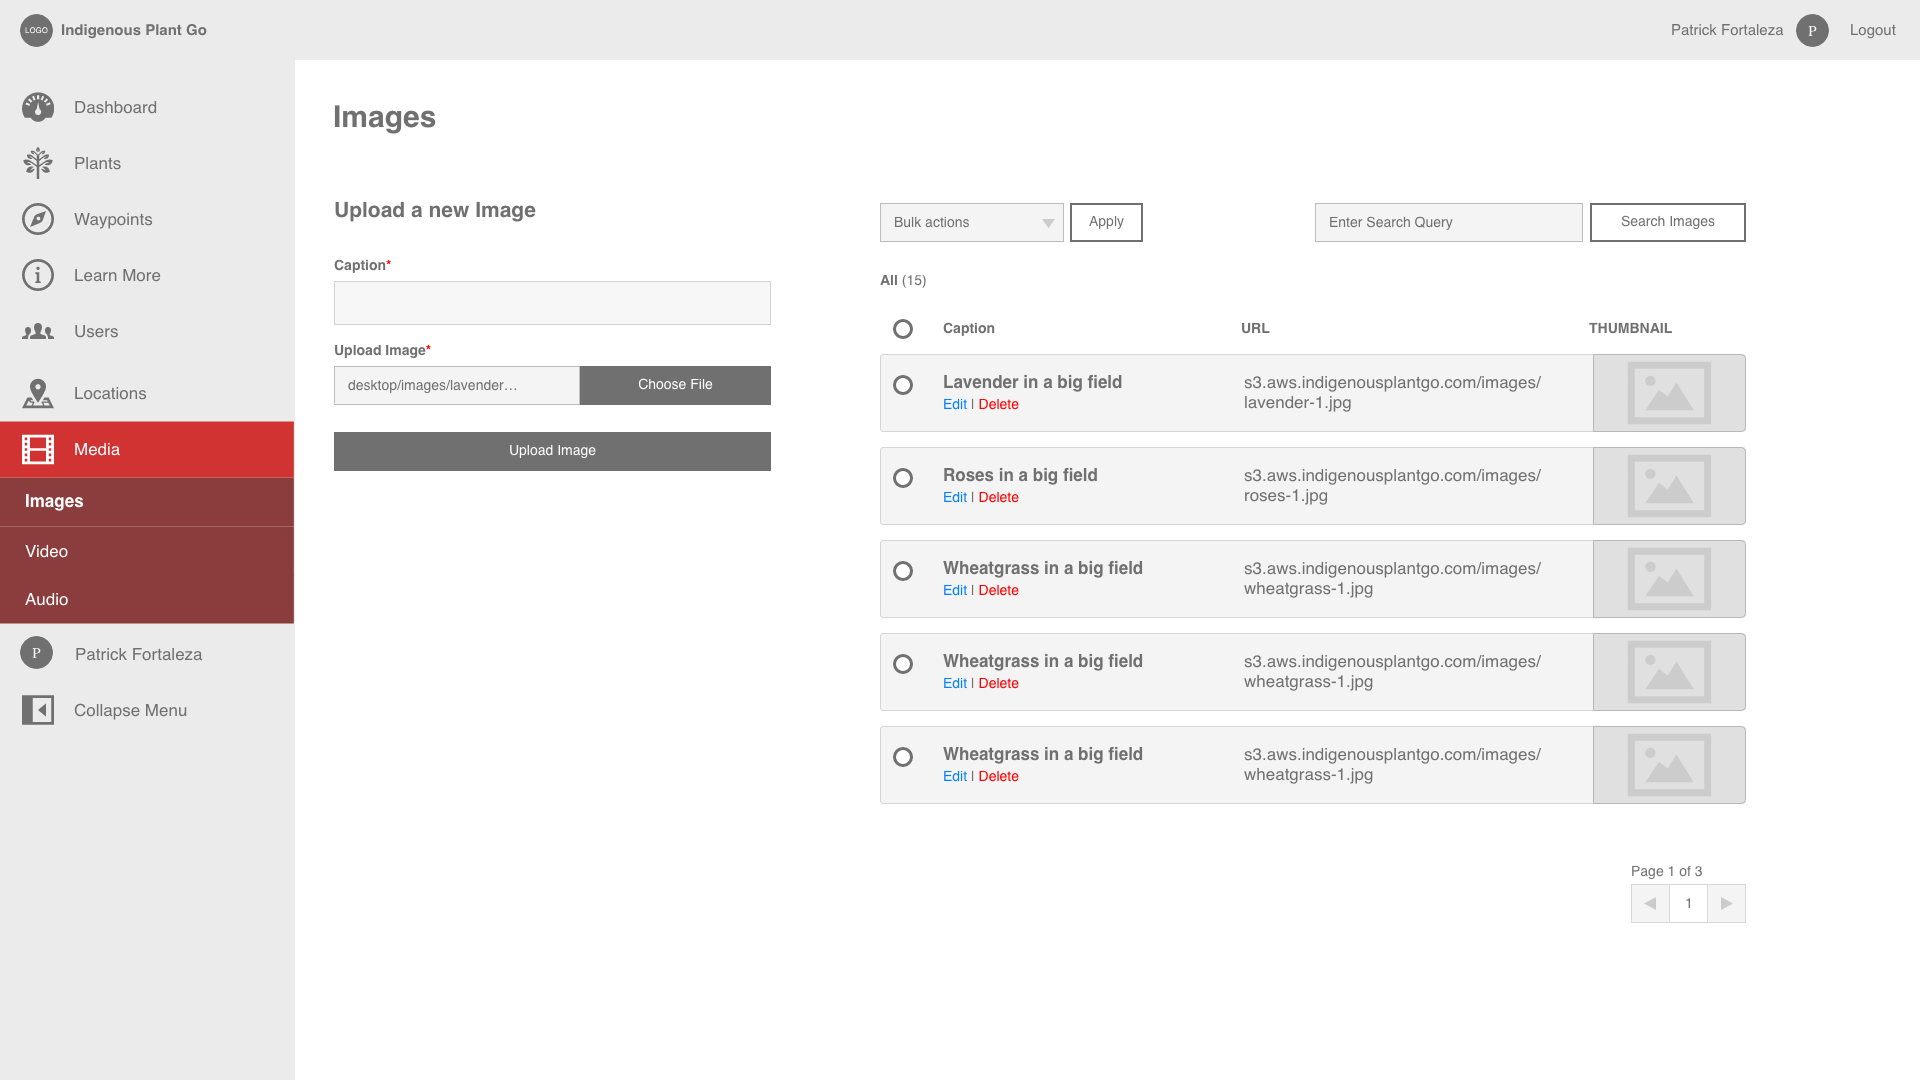 LOGO Indigenous Plant Go
Patrick Fortaleza P Logout
Dashboard
Plants
Waypoints
Learn More
Users
Locations
Media
Images
Video
Audio
P Patrick Fortaleza
Collapse Menu
Images
Upload a new Image
Caption*
Upload Image*
desktop/images/lavender… Choose File
Upload Image
Bulk actions Apply Enter Search Query Search Images
All (15)
Caption URL THUMBNAIL
Lavender in a big field
Edit | Delete
s3.aws.indigenousplantgo.com/images/
lavender-1.jpg
Roses in a big field
Edit | Delete
s3.aws.indigenousplantgo.com/images/
roses-1.jpg
Wheatgrass in a big field
Edit | Delete
s3.aws.indigenousplantgo.com/images/
wheatgrass-1.jpg
Wheatgrass in a big field
Edit | Delete
s3.aws.indigenousplantgo.com/images/
wheatgrass-1.jpg
Wheatgrass in a big field
Edit | Delete
s3.aws.indigenousplantgo.com/images/
wheatgrass-1.jpg
Page 1 of 3
1